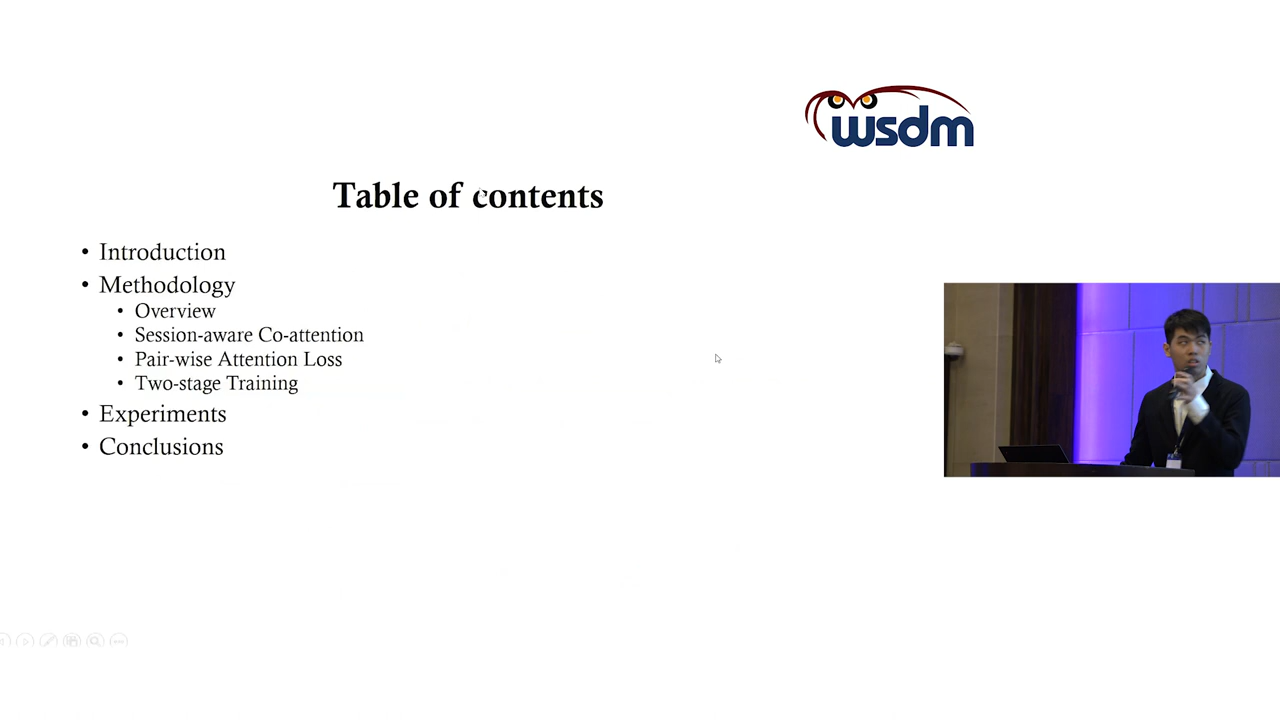 wsdm
Table of contents
• Introduction
• Methodology
• Overview
• Session-aware Co-attention
• Pair-wise Attention Loss
• Two-stage Training
• Experiments
• Conclusions